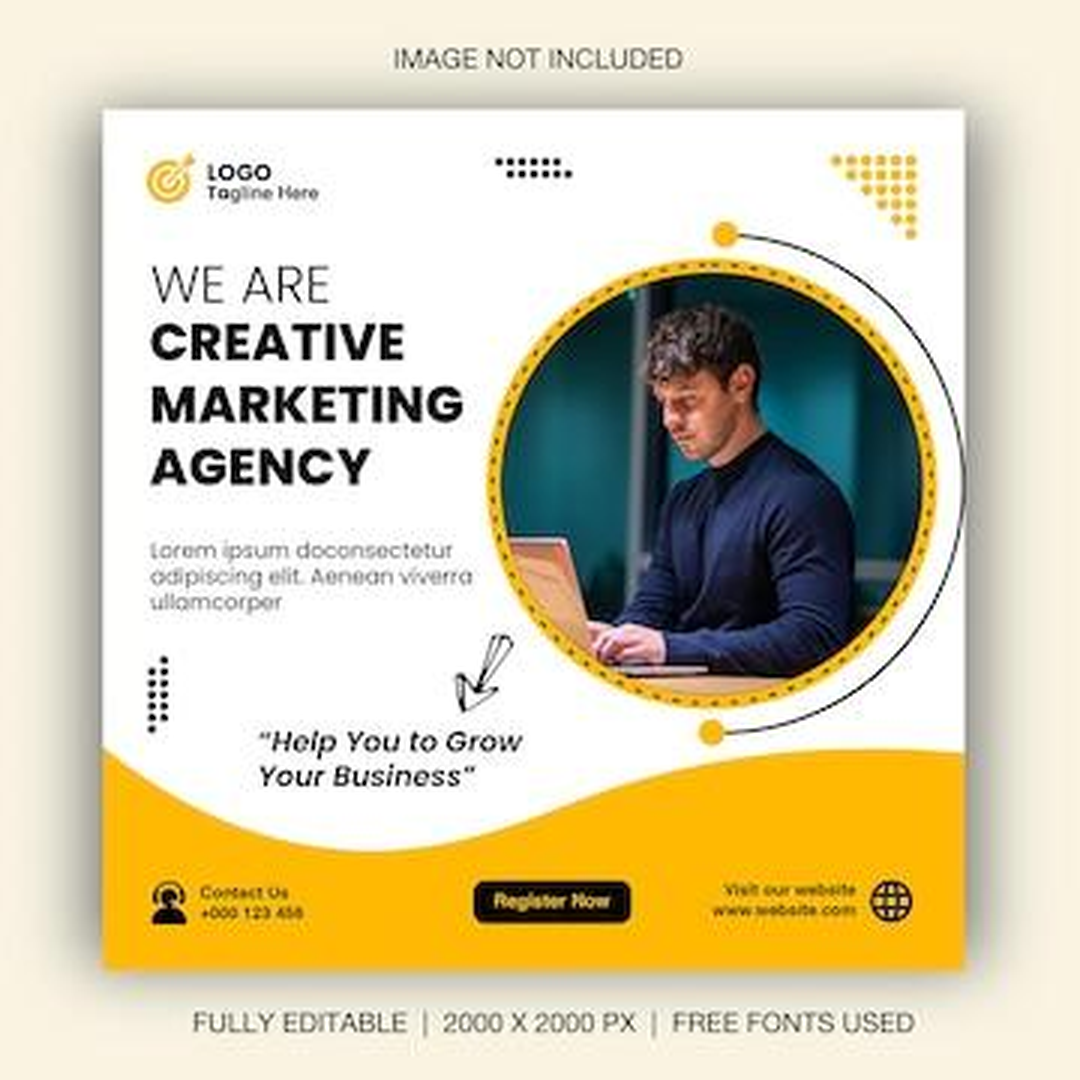 IMAGE NOT INCLUDED
LOGO
Tagline Here
WE ARE
CREATIVE
MARKETING
AGENCY
Lorem ipsum doconsectetur
adipiscing elit. Aenean viverra
ullamcorper
“Help You to Grow
Your Business”
Contact Us
+000 123 456
Register Now
Visit our website
www.website.com
FULLY EDITABLE | 2000 X 2000 PX | FREE FONTS USED